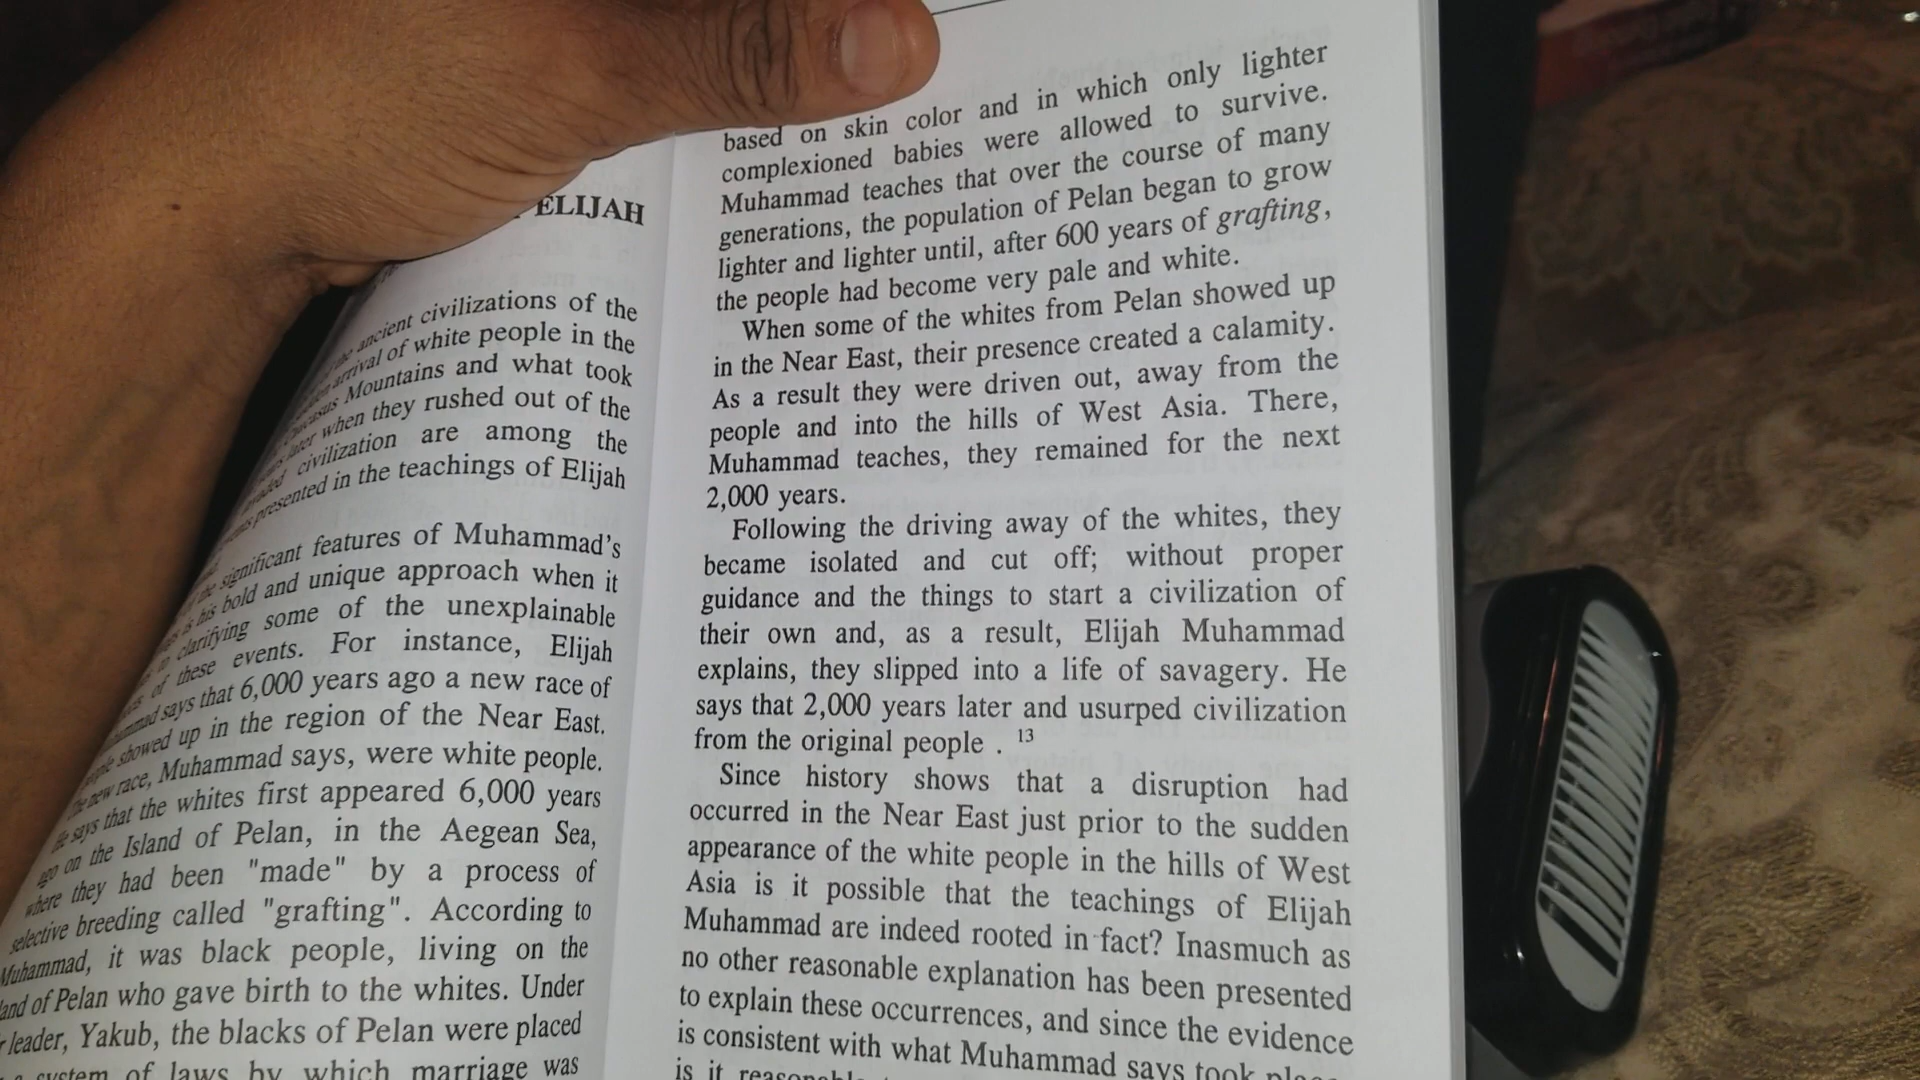 ELIJAH
ancient civilizations of the
arrival of white people in the
Mountains and what took
later when they rushed out of the
civilization are among the
presented in the teachings of Elijah
significant features of Muhammad's
is his bold and unique approach when it
to clarifying some of the unexplainable
of these events. For instance, Elijah
says that 6,000 years ago a new race of
showed up in the region of the Near East.
The new race, Muhammad says, were white people.
He says that the whites first appeared 6,000 years
ago on the Island of Pelan, in the Aegean Sea,
where they had been "made" by a process of
selective breeding called "grafting". According to
Muhammad, it was black people, living on the
of Pelan who gave birth to the whites. Under
leader, Yakub, the blacks of Pelan were placed
system of laws by which marriage was
based on skin color and in which only lighter
complexioned babies were allowed to survive.
Muhammad teaches that over the course of many
generations, the population of Pelan began to grow
lighter and lighter until, after 600 years of grafting,
the people had become very pale and white.
When some of the whites from Pelan showed up
in the Near East, their presence created a calamity.
As a result they were driven out, away from the
people and into the hills of West Asia. There,
Muhammad teaches, they remained for the next
2,000 years.
Following the driving away of the whites, they
became isolated and cut off; without proper
guidance and the things to start a civilization of
their own and, as a result, Elijah Muhammad
explains, they slipped into a life of savagery. He
says that 2,000 years later and usurped civilization
from the original people . 13
Since history shows that a disruption had
occurred in the Near East just prior to the sudden
appearance of the white people in the hills of West
Asia is it possible that the teachings of Elijah
Muhammad are indeed rooted in fact? Inasmuch as
no other reasonable explanation has been presented
to explain these occurrences, and since the evidence
is consistent with what Muhammad says took
is it